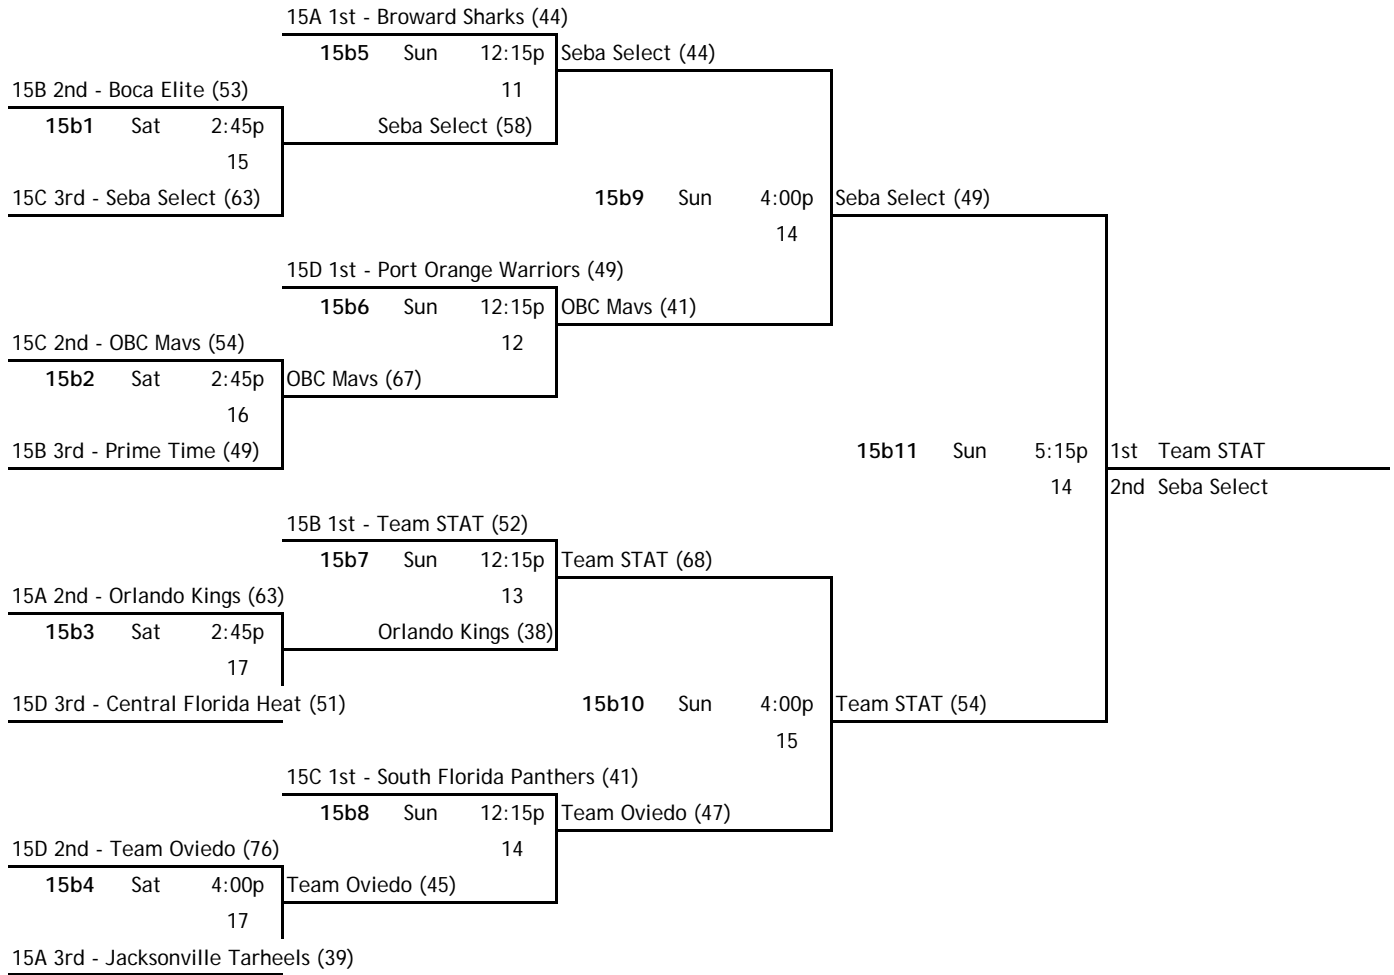 15A 1st - Broward Sharks (44)
15b5 Sun 12:15p Seba Select (44)
15B 2nd - Boca Elite (53) 11
15b1 Sat 2:45p Seba Select (58)
15
15C 3rd - Seba Select (63) 15b9 Sun 4:00p Seba Select (49)
14
15D 1st - Port Orange Warriors (49)
15b6 Sun 12:15p OBC Mavs (41)
15C 2nd - OBC Mavs (54) 12
15b2 Sat 2:45p OBC Mavs (67)
16
15B 3rd - Prime Time (49) 15b11 Sun 5:15p 1st Team STAT
14 2nd Seba Select
15B 1st - Team STAT (52)
15b7 Sun 12:15p Team STAT (68)
15A 2nd - Orlando Kings (63) 13
15b3 Sat 2:45p Orlando Kings (38)
17
15D 3rd - Central Florida Heat (51) 15b10 Sun 4:00p Team STAT (54)
15
15C 1st - South Florida Panthers (41)
15b8 Sun 12:15p Team Oviedo (47)
15D 2nd - Team Oviedo (76) 14
15b4 Sat 4:00p Team Oviedo (45)
17
15A 3rd - Jacksonville Tarheels (39)